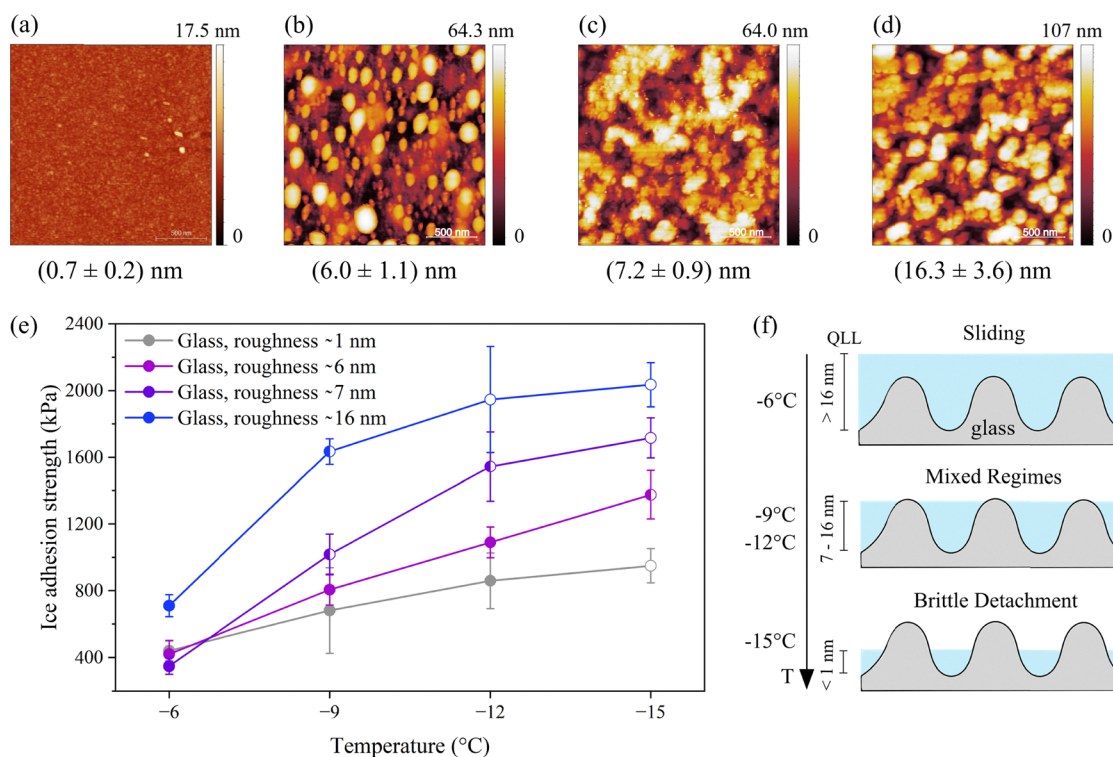 (a)
17.5 nm
500 nm
0
(0.7 ± 0.2) nm
(b)
64.3 nm
500 nm
0
(6.0 ± 1.1) nm
(c)
64.0 nm
500 nm
0
(7.2 ± 0.9) nm
(d)
107 nm
500 nm
0
(16.3 ± 3.6) nm
(e)
Ice adhesion strength (kPa)
2400
2000
1600
1200
800
400
Glass, roughness ~1 nm
Glass, roughness ~6 nm
Glass, roughness ~7 nm
Glass, roughness ~16 nm
−6
−9
−12
−15
Temperature (°C)
(f)
Sliding
QLL
> 16 nm
-6°C
glass
Mixed Regimes
-9°C
-12°C
7 - 16 nm
Brittle Detachment
-15°C
< 1 nm
T